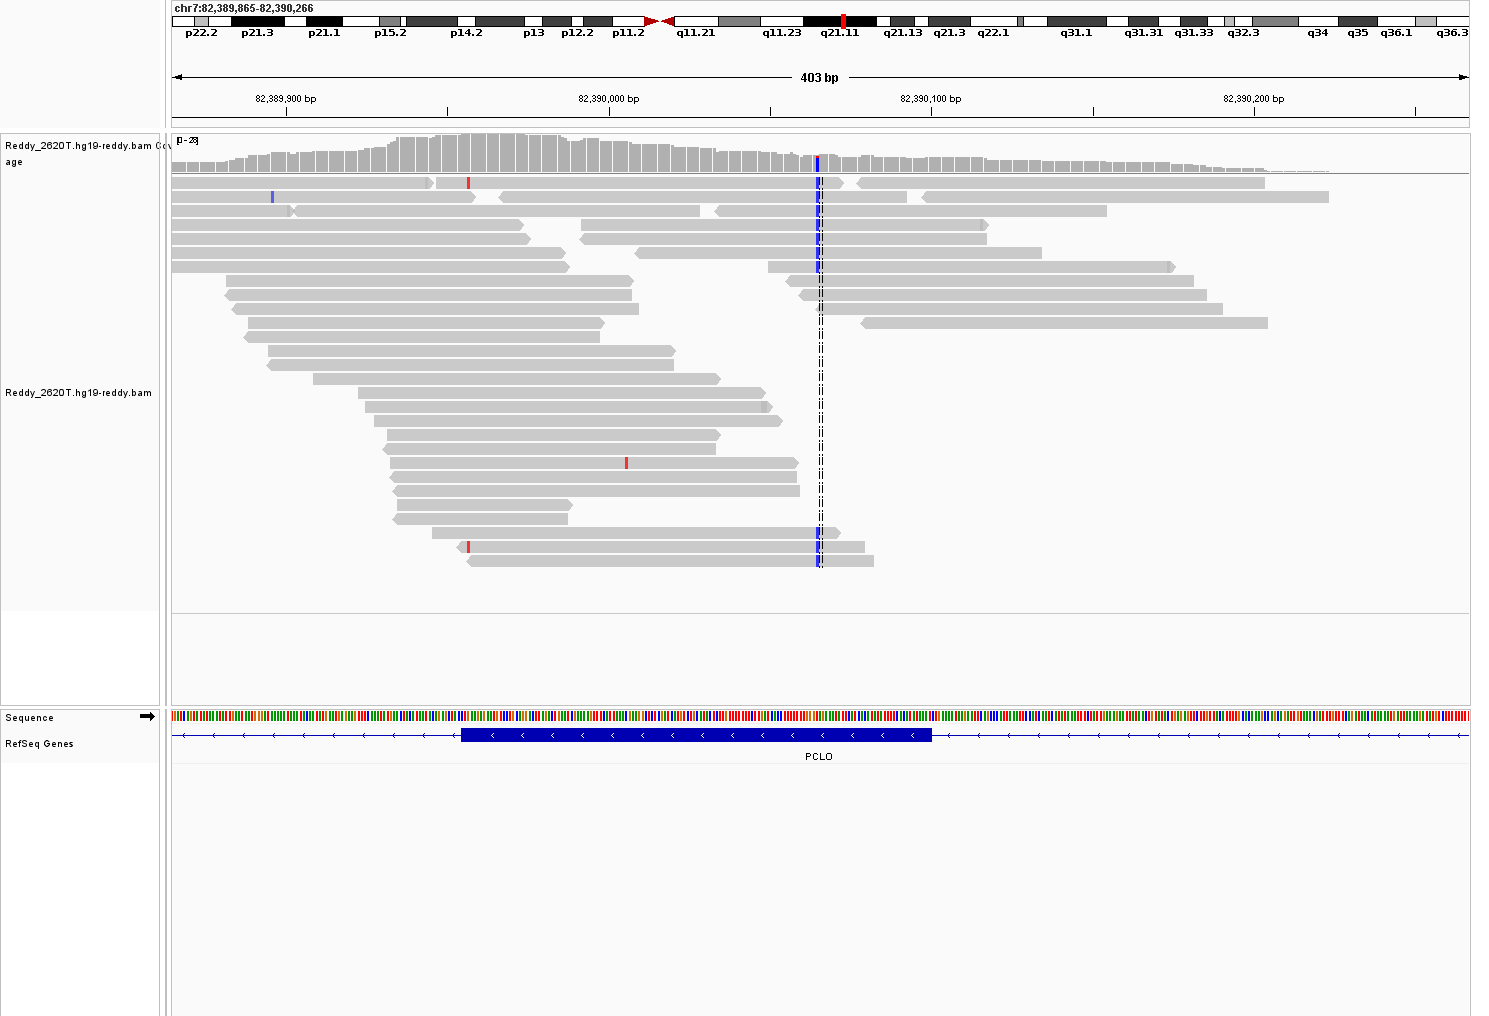 chr7:82,389,865-82,390,266
p22.2 p21.3 p21.1 p15.2 p14.2 p13 p12.2 p11.2 q11.21 q11.23 q21.11 q21.13 q21.3 q22.1 q31.1 q31.31 q31.33 q32.3 q34 q35 q36.1 q36.3
403 bp
82,389,900 bp 82,390,000 bp 82,390,100 bp 82,390,200 bp
Reddy_2620T.hg19-reddy.bam Cov
age
[0 - 28]
Reddy_2620T.hg19-reddy.bam
Sequence
RefSeq Genes
PCLO